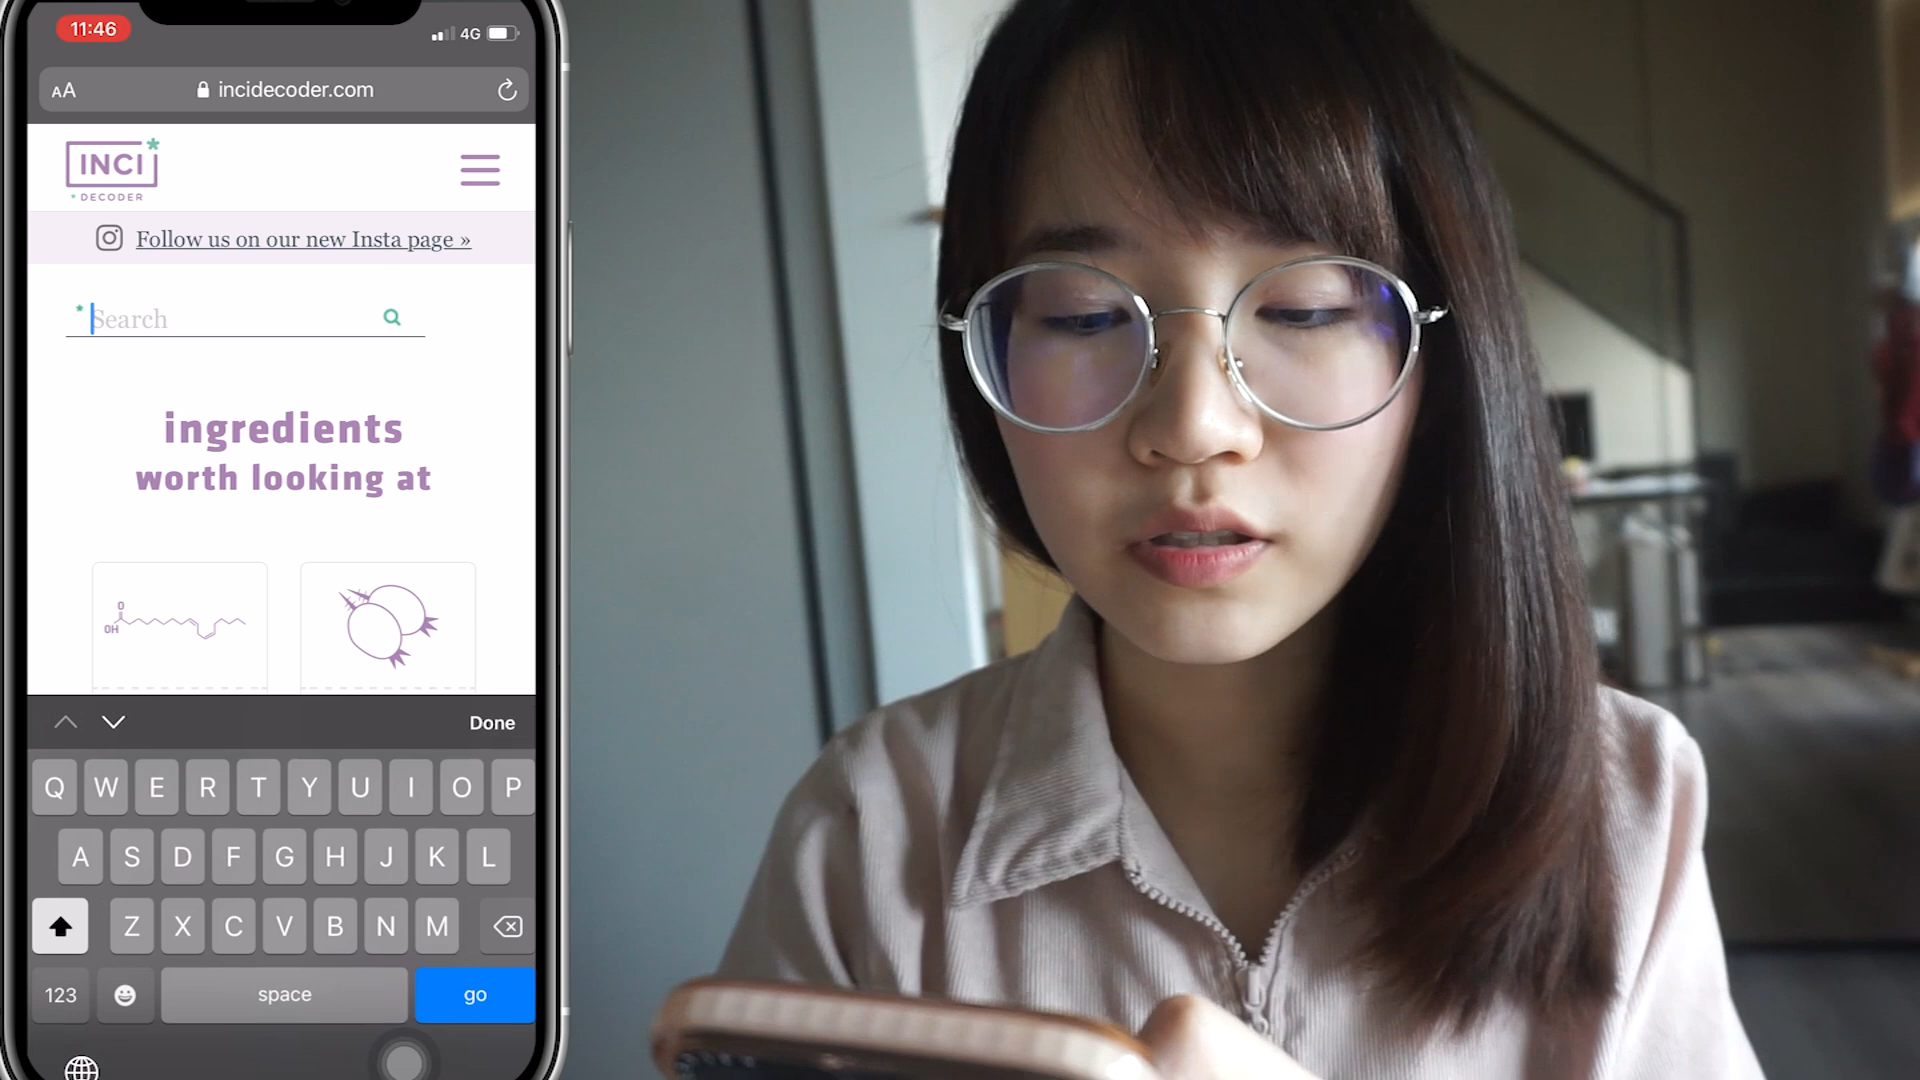 11:46
4G
AA
incidecoder.com
INCI
DECODER
Follow us on our new Insta page »
Search
ingredients
worth looking at
O
OH
Done
Q W E R T Y U I O P
A S D F G H J K L
Z X C V B N M
123
space
go